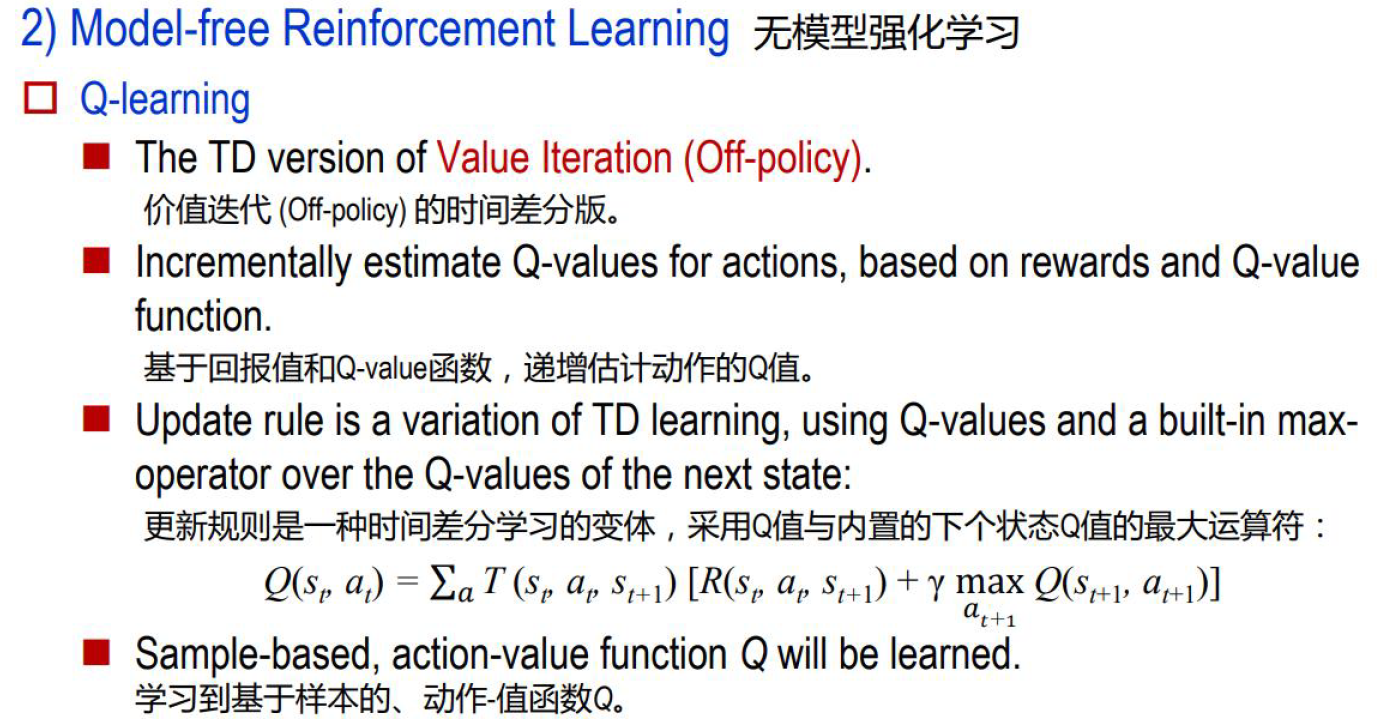 2) Model-free Reinforcement Learning 无模型强化学习
Q-learning
The TD version of Value Iteration (Off-policy).
价值迭代 (Off-policy) 的时间差分版。
Incrementally estimate Q-values for actions, based on rewards and Q-value
function.
基于回报值和Q-value函数，递增估计动作的Q值。
Update rule is a variation of TD learning, using Q-values and a built-in max-
operator over the Q-values of the next state:
更新规则是一种时间差分学习的变体，采用Q值与内置的下个状态Q值的最大运算符：
Q(s_t, a_t) = ∑_a T (s_t, a_t, s_{t+1}) [R(s_t, a_t, s_{t+1}) + γ max_{a_{t+1}} Q(s_{t+1}, a_{t+1})]
Sample-based, action-value function Q will be learned.
学习到基于样本的、动作-值函数Q。